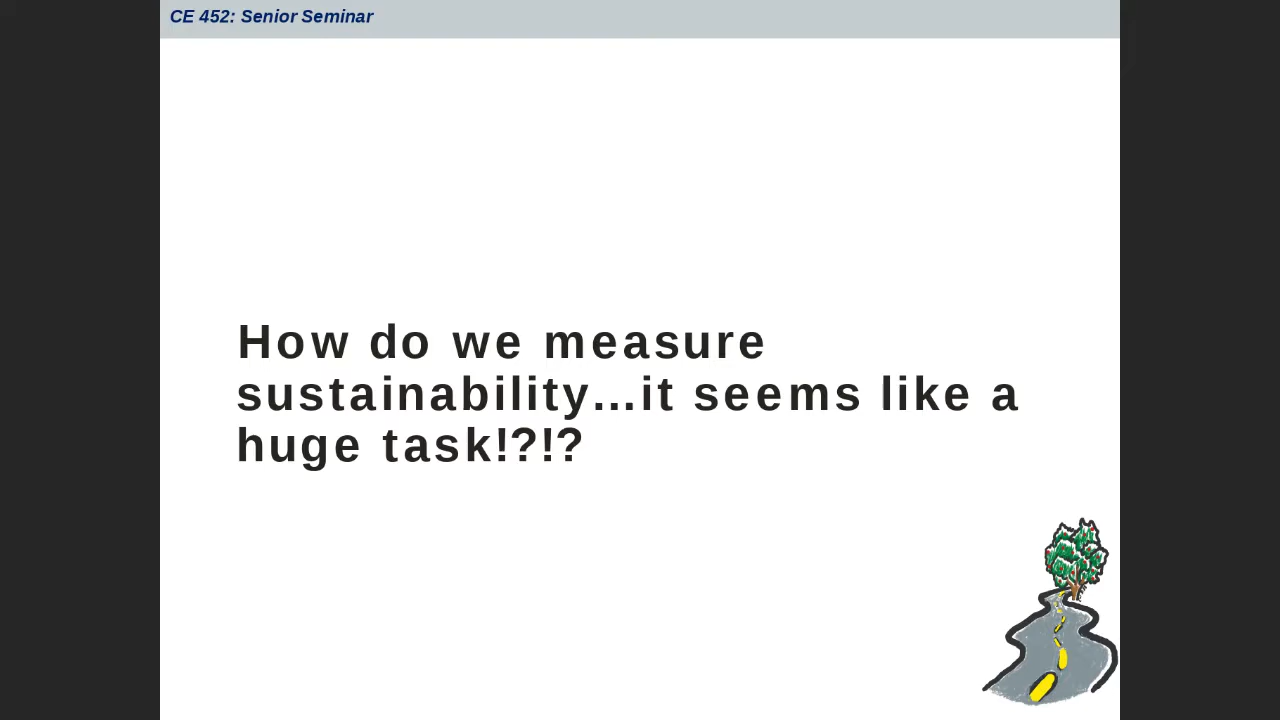 CE 452: Senior Seminar
How do we measure
sustainability...it seems like a
huge task!?!?